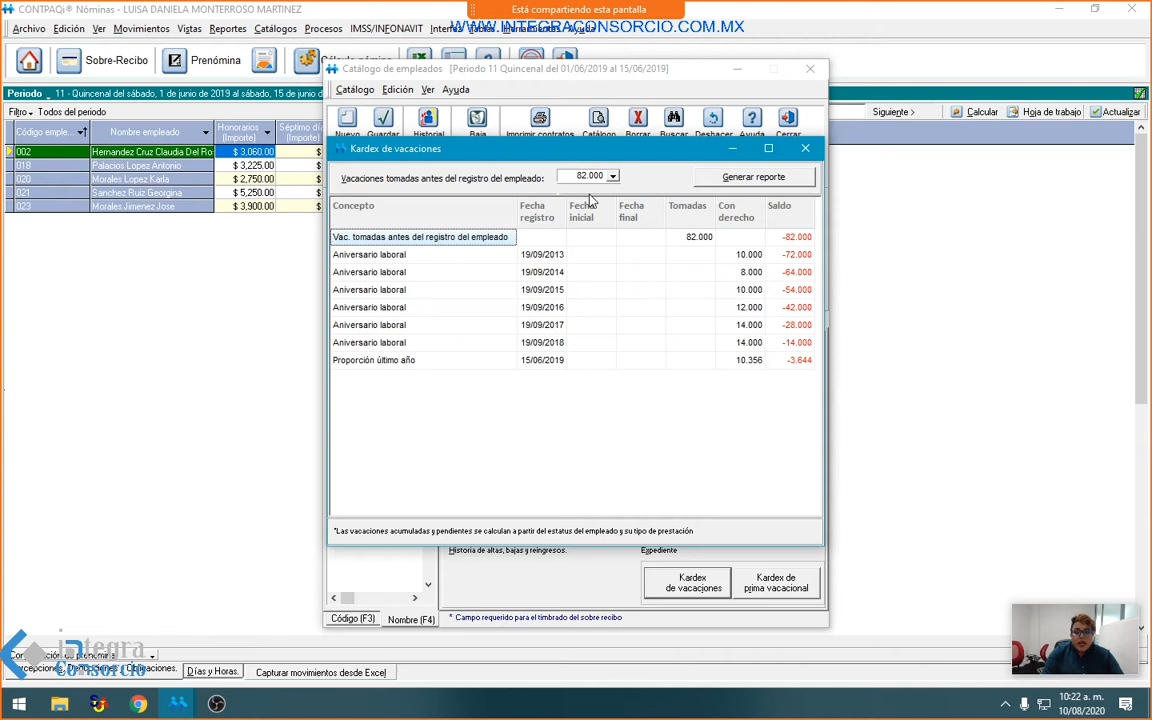 CONTPAQi® Nóminas - LUISA DANIELA MONTERROSO MARTINEZ
Está compartiendo esta pantalla
WWW.INTEGRACONSORCIO.COM.MX
Archivo Edición Ver Movimientos Vistas Reportes Catálogos Procesos IMSS/INFONAVIT
Sobre-Recibo Prenómina
Periodo 11 - Quincenal del sábado, 1 de junio de 2019 al sábado, 15 de junio
Filtro Todos del periodo Siguiente > Calcular Hoja de trabajo Actualizar
Código emple... Nombre empleado Honorarios (Importe) Séptimo (Importe)
002 Hernandez Cruz Claudia Del Ro $ 3,060.00 $
018 Palacios Lopez Antonio $ 3,225.00 $
020 Morales Lopez Karla $ 2,750.00 $
021 Sanchez Ruiz Georgina $ 5,250.00 $
023 Morales Jimenez Jose $ 3,900.00 $
Catálogo de empleados [Periodo 11 Quincenal del 01/06/2019 al 15/06/2019]
Catálogo Edición Ver Ayuda
Nuevo Guardar Historial Baja Imprimir contratos Catálogo Borrar Buscar Deshacer Ayuda Cerrar
Kardex de vacaciones
Vacaciones tomadas antes del registro del empleado: 82.000 Generar reporte
Concepto Fecha registro Fecha inicial Fecha final Tomadas Con derecho Saldo
Vac. tomadas antes del registro del empleado 82.000 -82.000
Aniversario laboral 19/09/2013 10.000 -72.000
Aniversario laboral 19/09/2014 8.000 -64.000
Aniversario laboral 19/09/2015 10.000 -54.000
Aniversario laboral 19/09/2016 12.000 -42.000
Aniversario laboral 19/09/2017 14.000 -28.000
Aniversario laboral 19/09/2018 14.000 -14.000
Proporción último año 15/06/2019 10.356 -3.644
*Las vacaciones acumuladas y pendientes se calculan a partir del estatus del empleado y su tipo de prestación
Historia de altas, bajas y reingresos. Expediente
Kardex de vacaciones Kardex de prima vacacional
Código (F3) Nombre (F4) * Campo requerido para el timbrado del sobre recibo
integra
Consorcio
Días y Horas. Capturar movimientos desde Excel
10:22 a. m.
10/08/2020